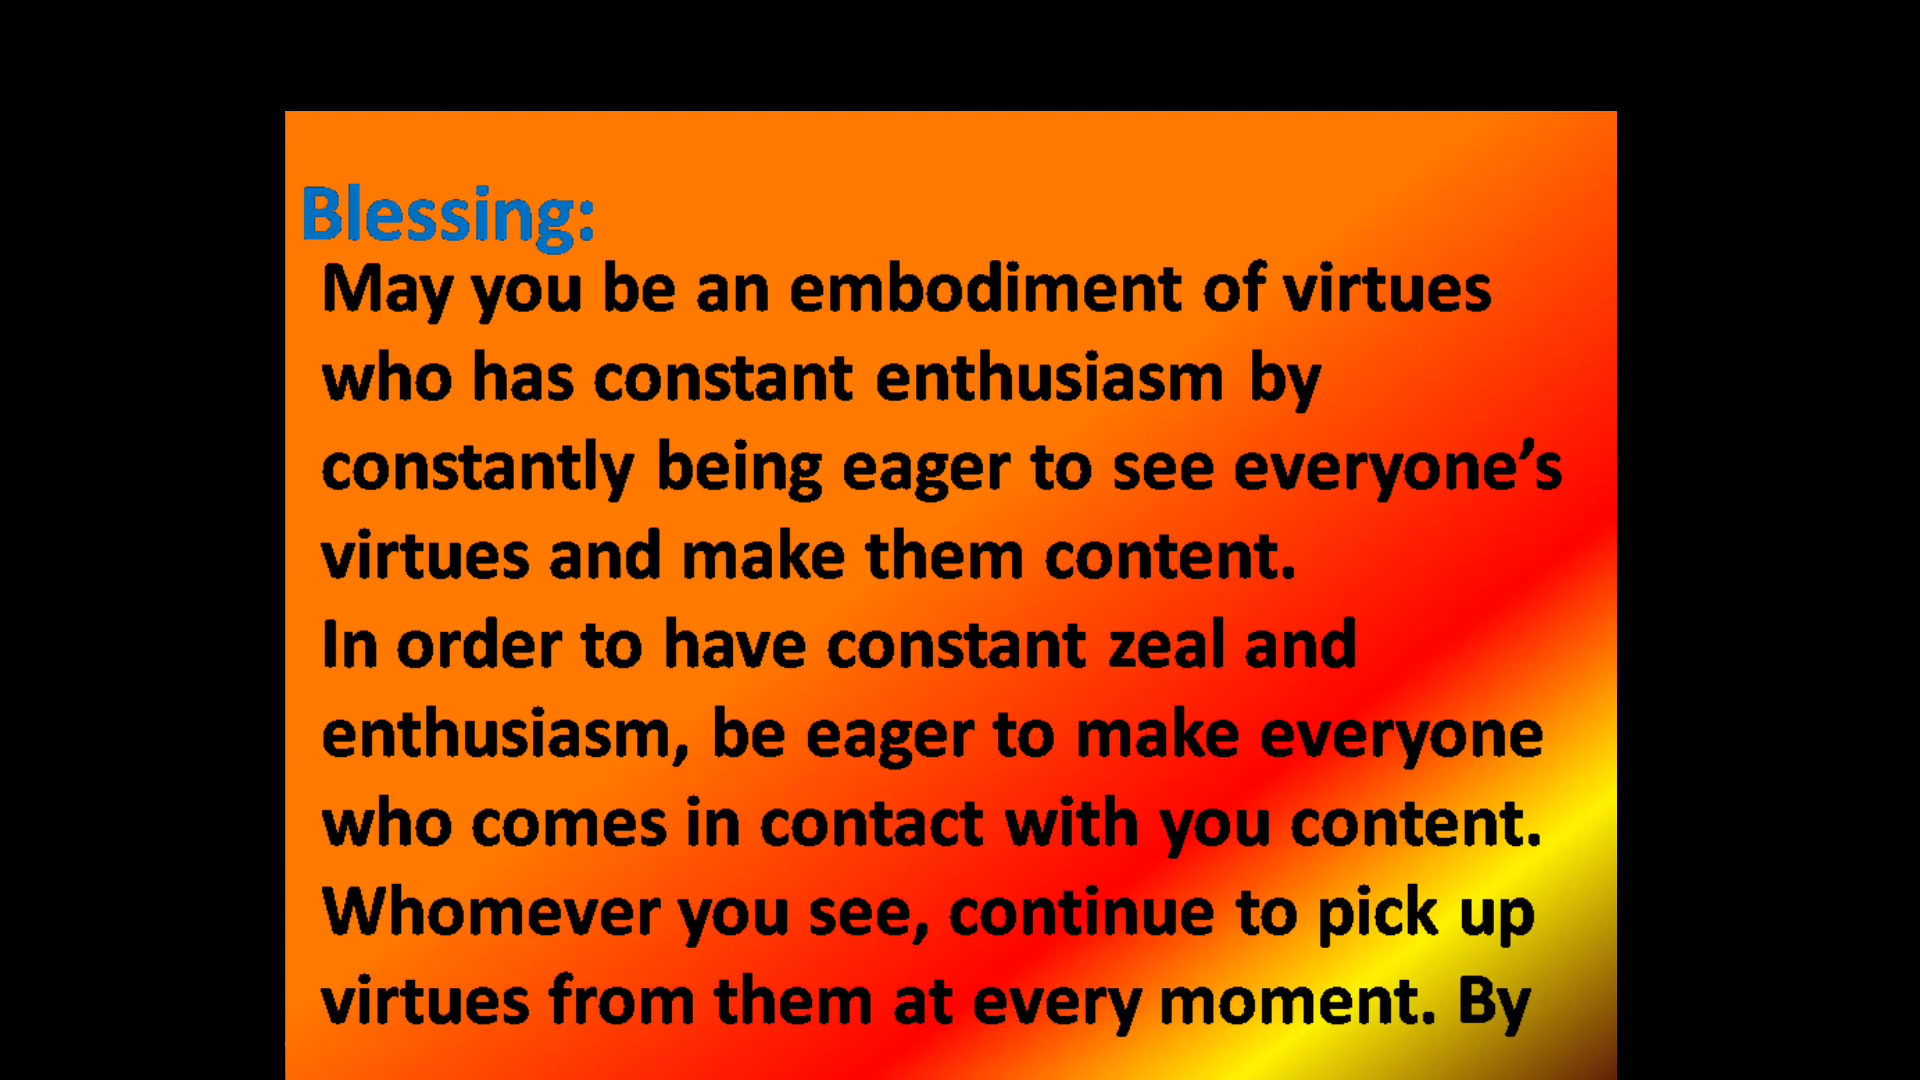 Blessing:
May you be an embodiment of virtues
who has constant enthusiasm by
constantly being eager to see everyone’s
virtues and make them content.
In order to have constant zeal and
enthusiasm, be eager to make everyone
who comes in contact with you content.
Whomever you see, continue to pick up
virtues from them at every moment. By